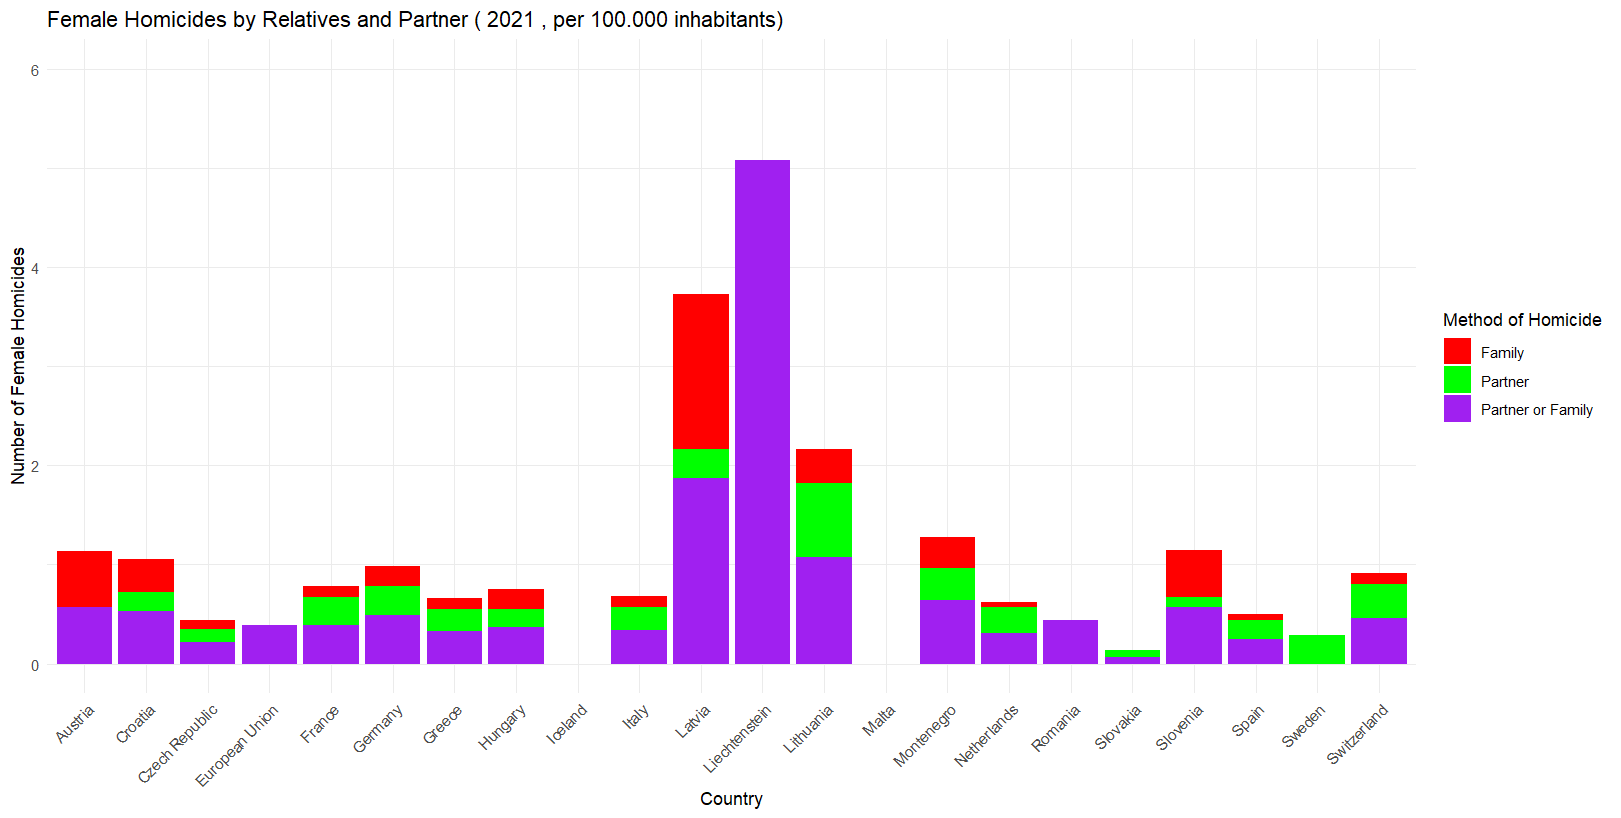 Female Homicides by Relatives and Partner ( 2021 , per 100.000 inhabitants)
6
4
2
0
Number of Female Homicides
Austria
Croatia
Czech Republic
European Union
France
Germany
Greece
Hungary
Iceland
Italy
Latvia
Liechtenstein
Lithuania
Malta
Montenegro
Netherlands
Romania
Slovakia
Slovenia
Spain
Sweden
Switzerland
Country
Method of Homicide
Family
Partner
Partner or Family